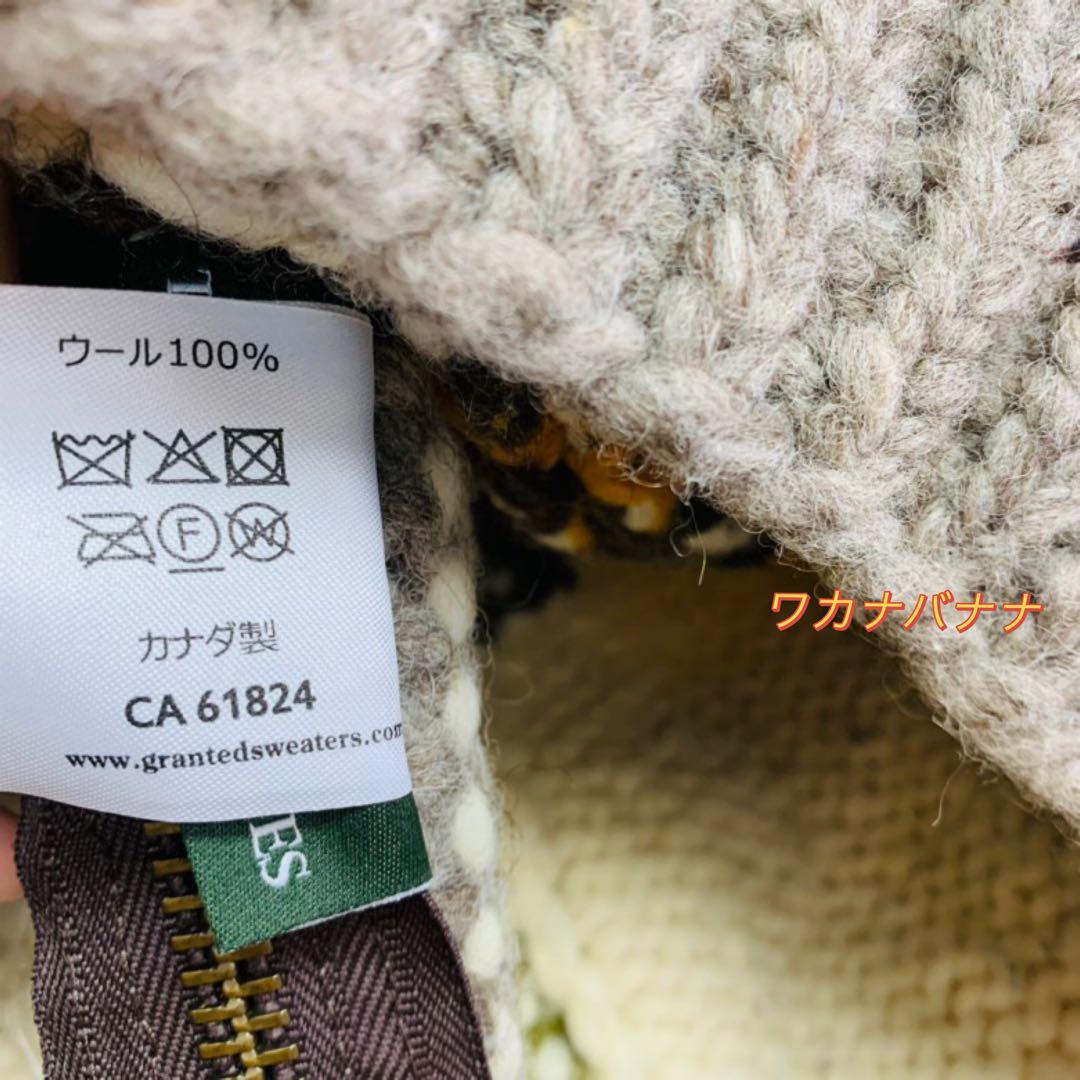 ウール100%
F
W
カナダ製
CA 61824
www.grantedsweaters.com
ES
ワカナバナナ